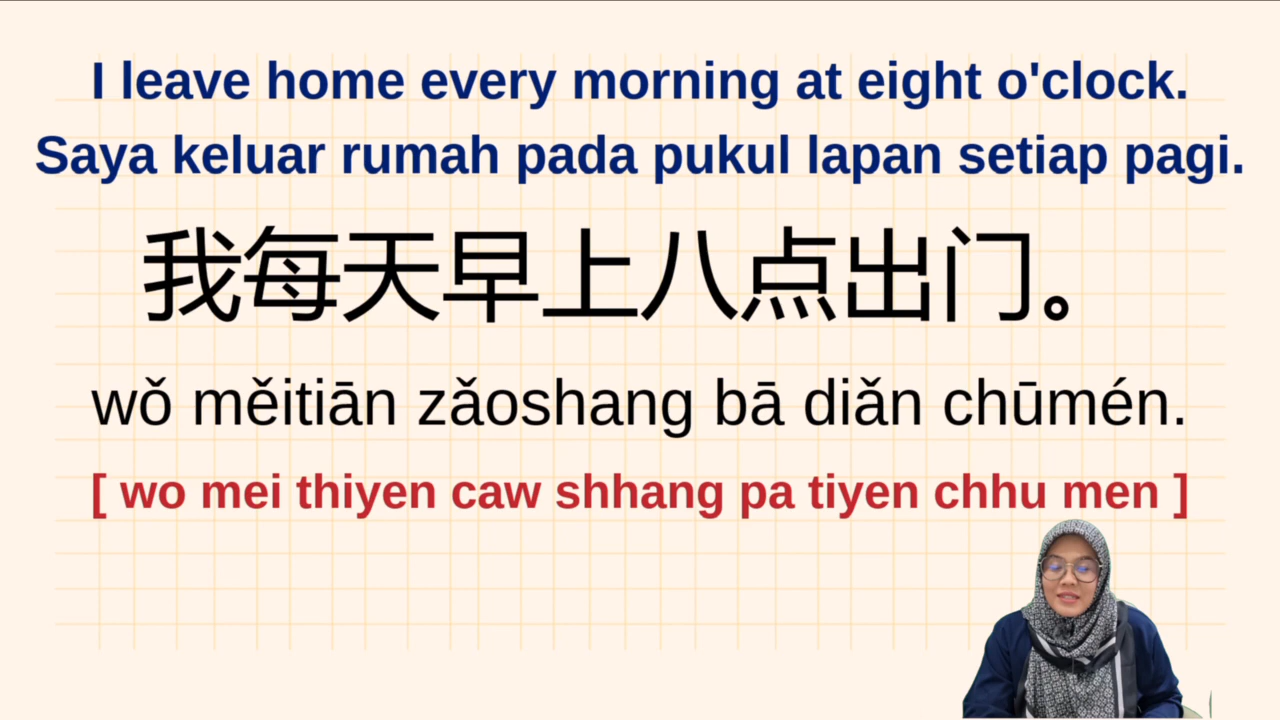 I leave home every morning at eight o'clock.
Saya keluar rumah pada pukul lapan setiap pagi.
我每天早上八点出门。
wǒ měitiān zǎoshang bā diǎn chūmén.
[ wo mei thiyen caw shhang pa tiyen chhu men ]